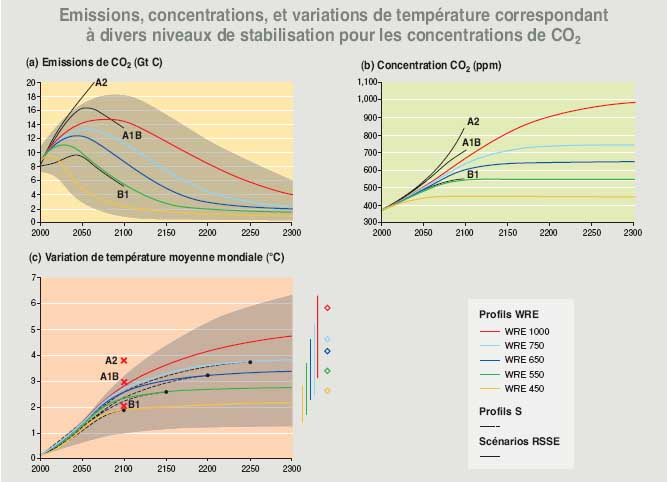 Emissions, concentrations, et variations de température correspondant
à divers niveaux de stabilisation pour les concentrations de CO2
(a) Emissions de CO2 (Gt C)
20
18
16
14
12
10
8
6
4
2
0
A2
A1B
B1
2000 2050 2100 2150 2200 2300
(b) Concentration CO2 (ppm)
1,100
1,000
900
800
700
600
500
400
300
A2
A1B
B1
2000 2050 2100 2150 2200 2250 2300
(c) Variation de température moyenne mondiale (°C)
7
6
5
4
3
2
1
0
A2
A1B
B1
2000 2050 2100 2150 2200 2250 2300
Profils WRE
WRE 1000
WRE 750
WRE 650
WRE 550
WRE 450
Profils S
Scénarios RSSE